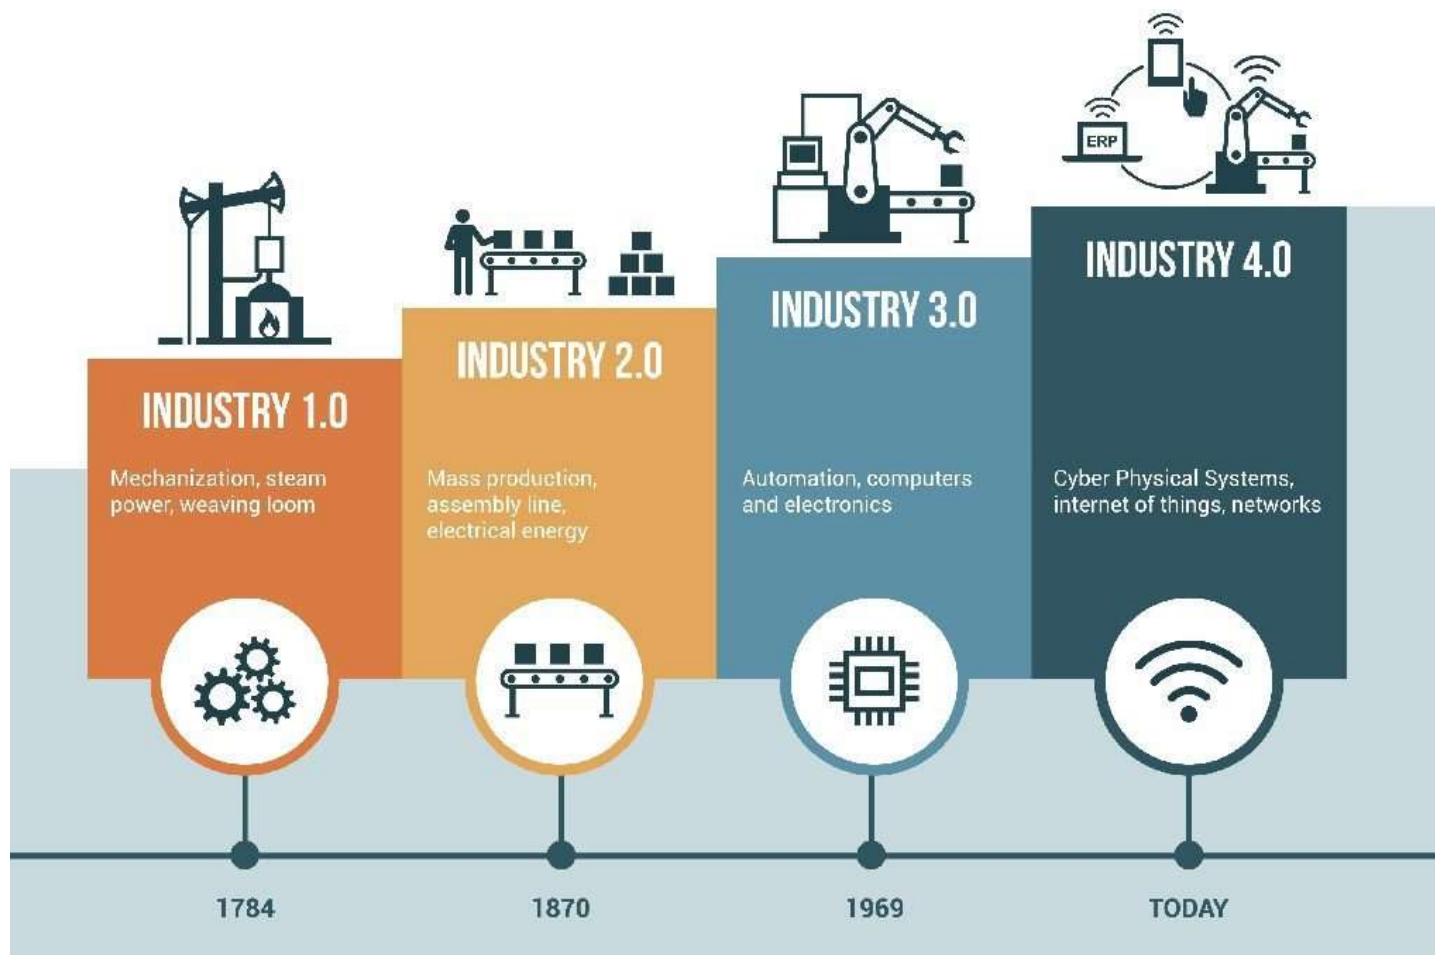 ERP
INDUSTRY 1.0
Mechanization, steam
power, weaving loom
1784
INDUSTRY 2.0
Mass production,
assembly line,
electrical energy
1870
INDUSTRY 3.0
Automation, computers
and electronics
1969
INDUSTRY 4.0
Cyber Physical Systems,
internet of things, networks
TODAY